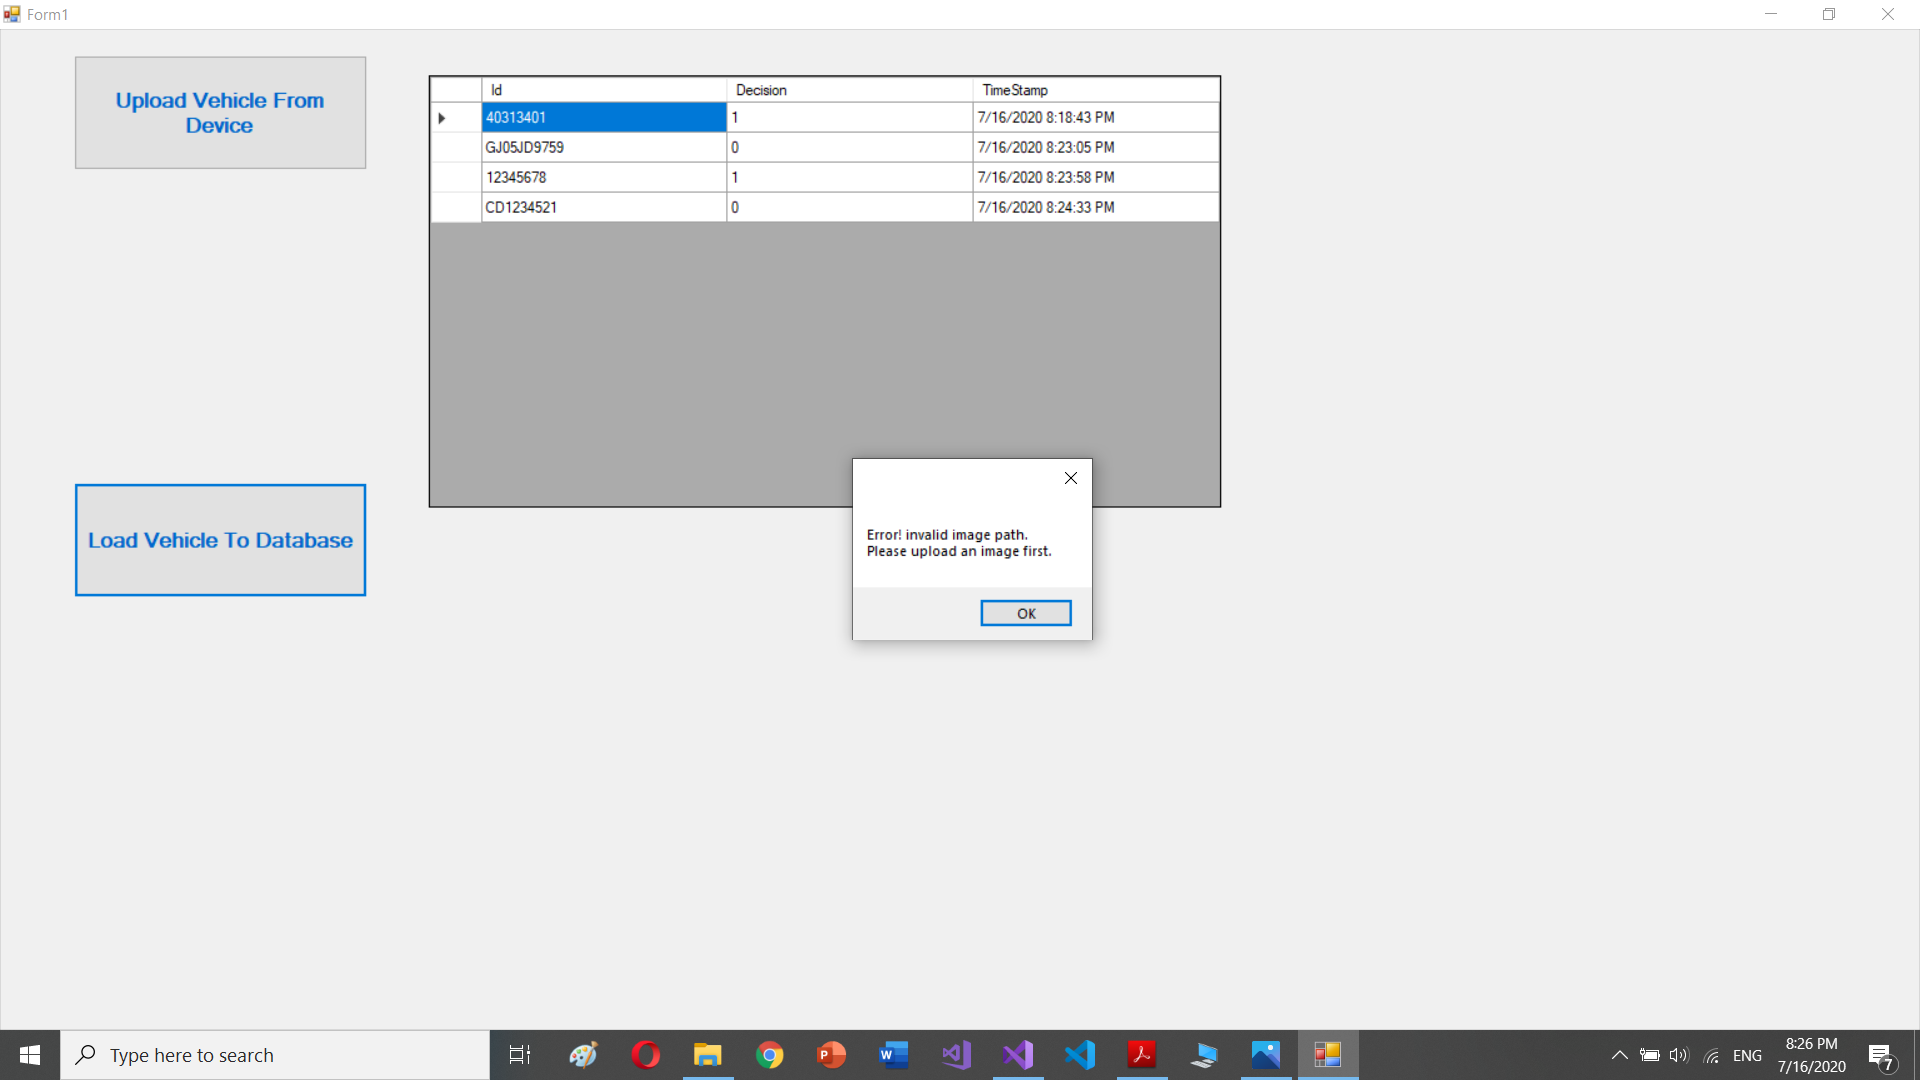 Form1
Upload Vehicle From
Device
Id Decision TimeStamp
40313401 1 7/16/2020 8:18:43 PM
GJ05JD9759 0 7/16/2020 8:23:05 PM
12345678 1 7/16/2020 8:23:58 PM
CD1234521 0 7/16/2020 8:24:33 PM
Load Vehicle To Database
Error! invalid image path.
Please upload an image first.
OK
Type here to search
P
W
ENG
8:26 PM
7/16/2020
7